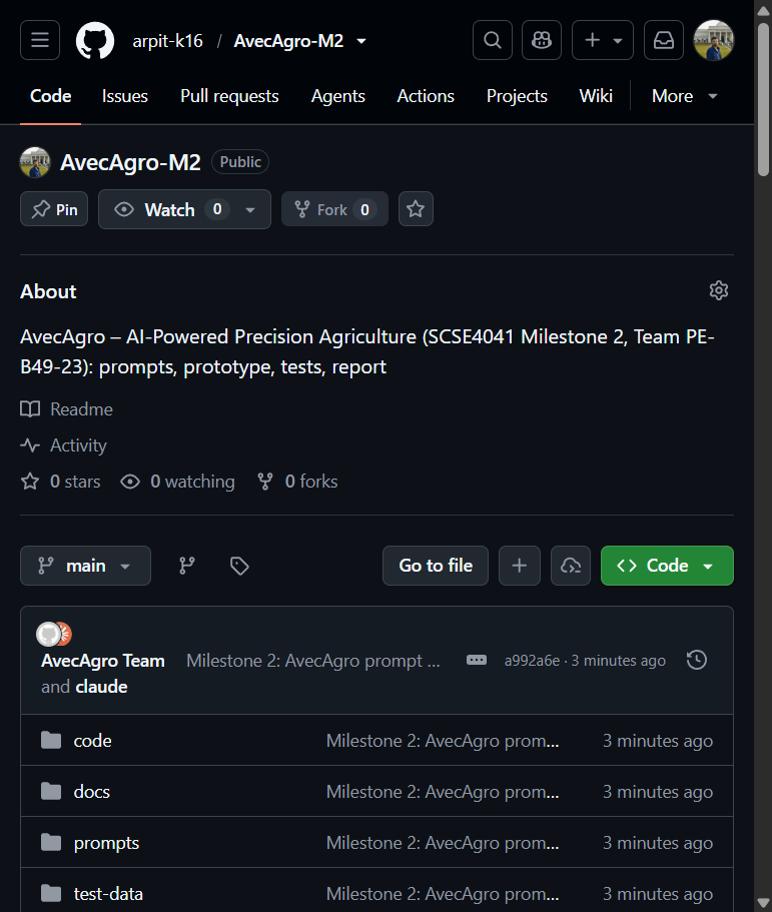 arpit-k16 / AvecAgro-M2
Code Issues Pull requests Agents Actions Projects Wiki More
AvecAgro-M2 Public
Pin Watch 0 Fork 0
About
AvecAgro – AI-Powered Precision Agriculture (SCSE4041 Milestone 2, Team PE-
B49-23): prompts, prototype, tests, report
Readme
Activity
0 stars 0 watching 0 forks
main Go to file Code
AvecAgro Team Milestone 2: AvecAgro prompt ... a992a6e · 3 minutes ago
and claude
code Milestone 2: AvecAgro prom... 3 minutes ago
docs Milestone 2: AvecAgro prom... 3 minutes ago
prompts Milestone 2: AvecAgro prom... 3 minutes ago
test-data Milestone 2: AvecAgro prom... 3 minutes ago